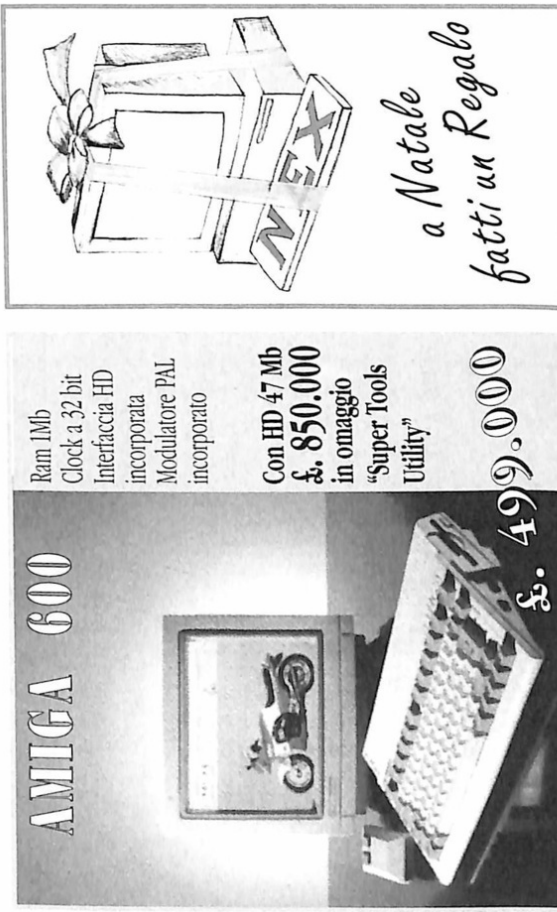 AMIGA 600
Ram 1Mb
Clock a 32 bit
Interfaccia HD
incorporata
Modulatore PAL
incorporato
Con HD 47 Mb
£. 850.000
in omaggio
“Super Tools
Utility”
£. 499.000
NEX
a Natale
fatti un Regalo